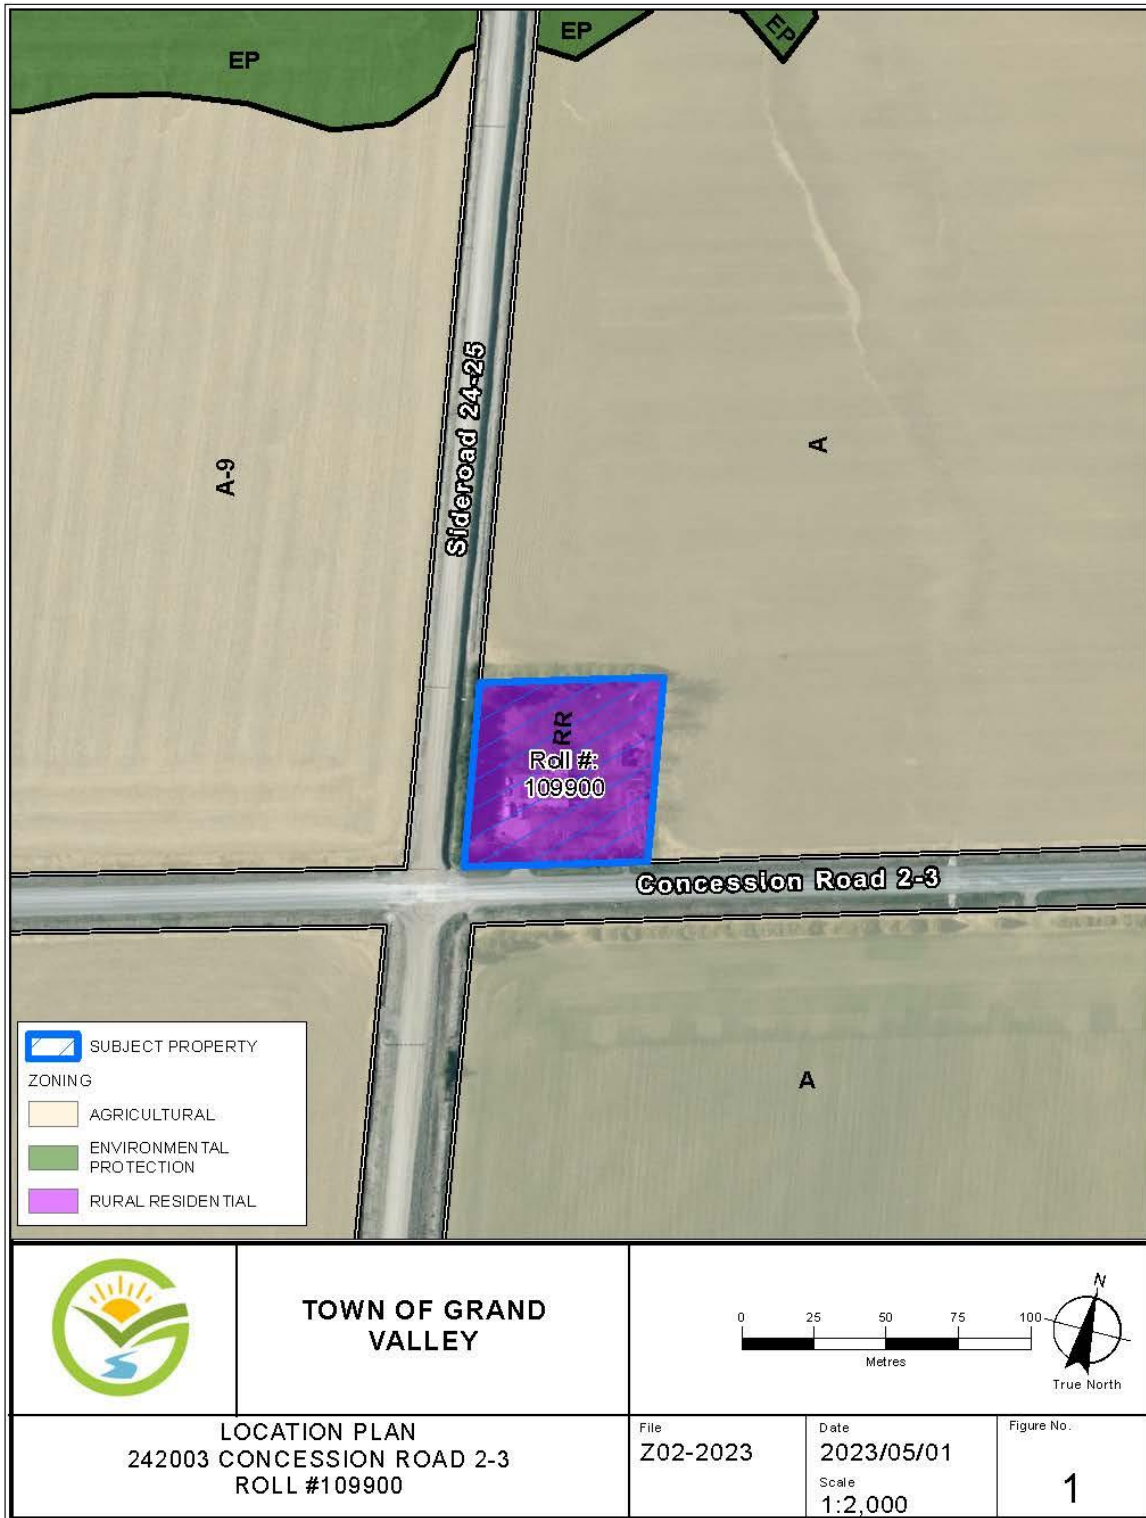 EP
EP
EP
A-9
Sideroad 24-25
A
RR
Roll #:
109900
Concession Road 2-3
A
SUBJECT PROPERTY
ZONING
AGRICULTURAL
ENVIRONMENTAL
PROTECTION
RURAL RESIDENTIAL
TOWN OF GRAND
VALLEY
0 25 50 75 100
Metres
N
True North
LOCATION PLAN
242003 CONCESSION ROAD 2-3
ROLL #109900
File
Z02-2023
Date
2023/05/01
Scale
1:2,000
Figure No.
1